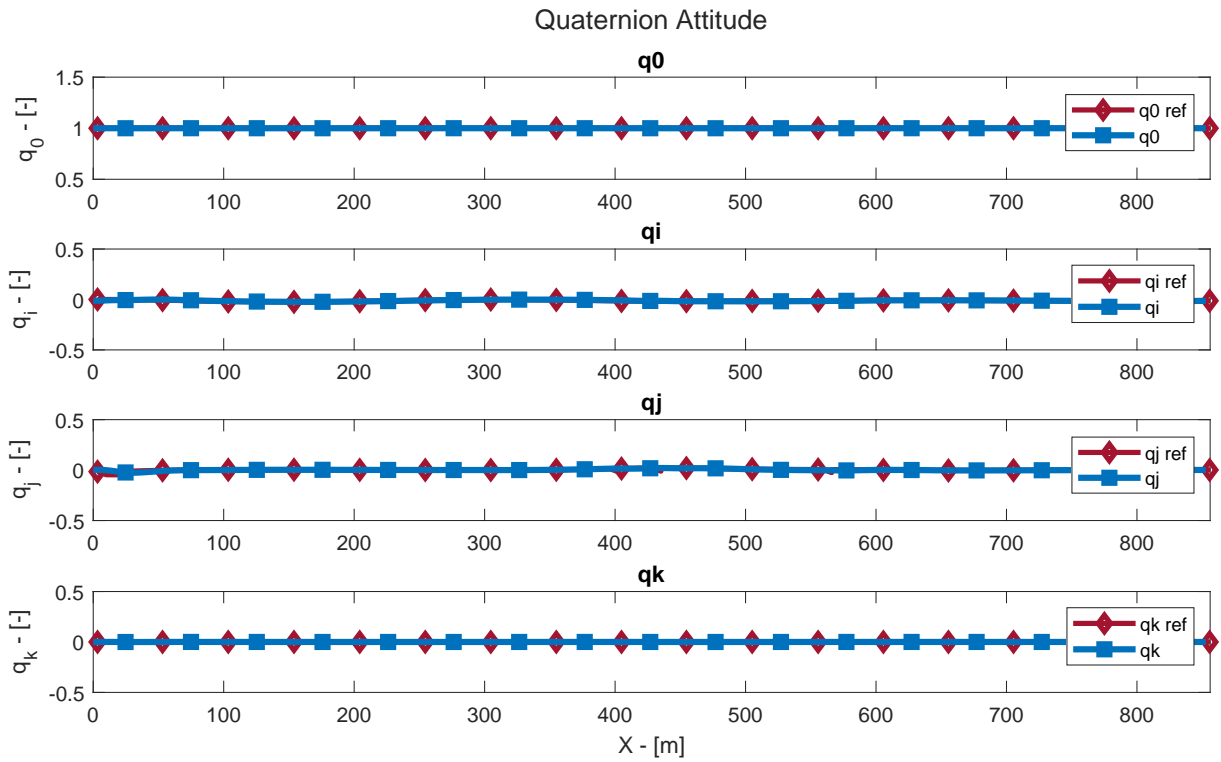 Quaternion Attitude
q0
q0 - [-]
1.5
1
0.5
q0 ref
q0
0 100 200 300 400 500 600 700 800
qi
qi - [-]
0.5
0
-0.5
qi ref
qi
0 100 200 300 400 500 600 700 800
qj
qj - [-]
0.5
0
-0.5
qj ref
qj
0 100 200 300 400 500 600 700 800
qk
qk - [-]
0.5
0
-0.5
qk ref
qk
0 100 200 300 400 500 600 700 800
X - [m]